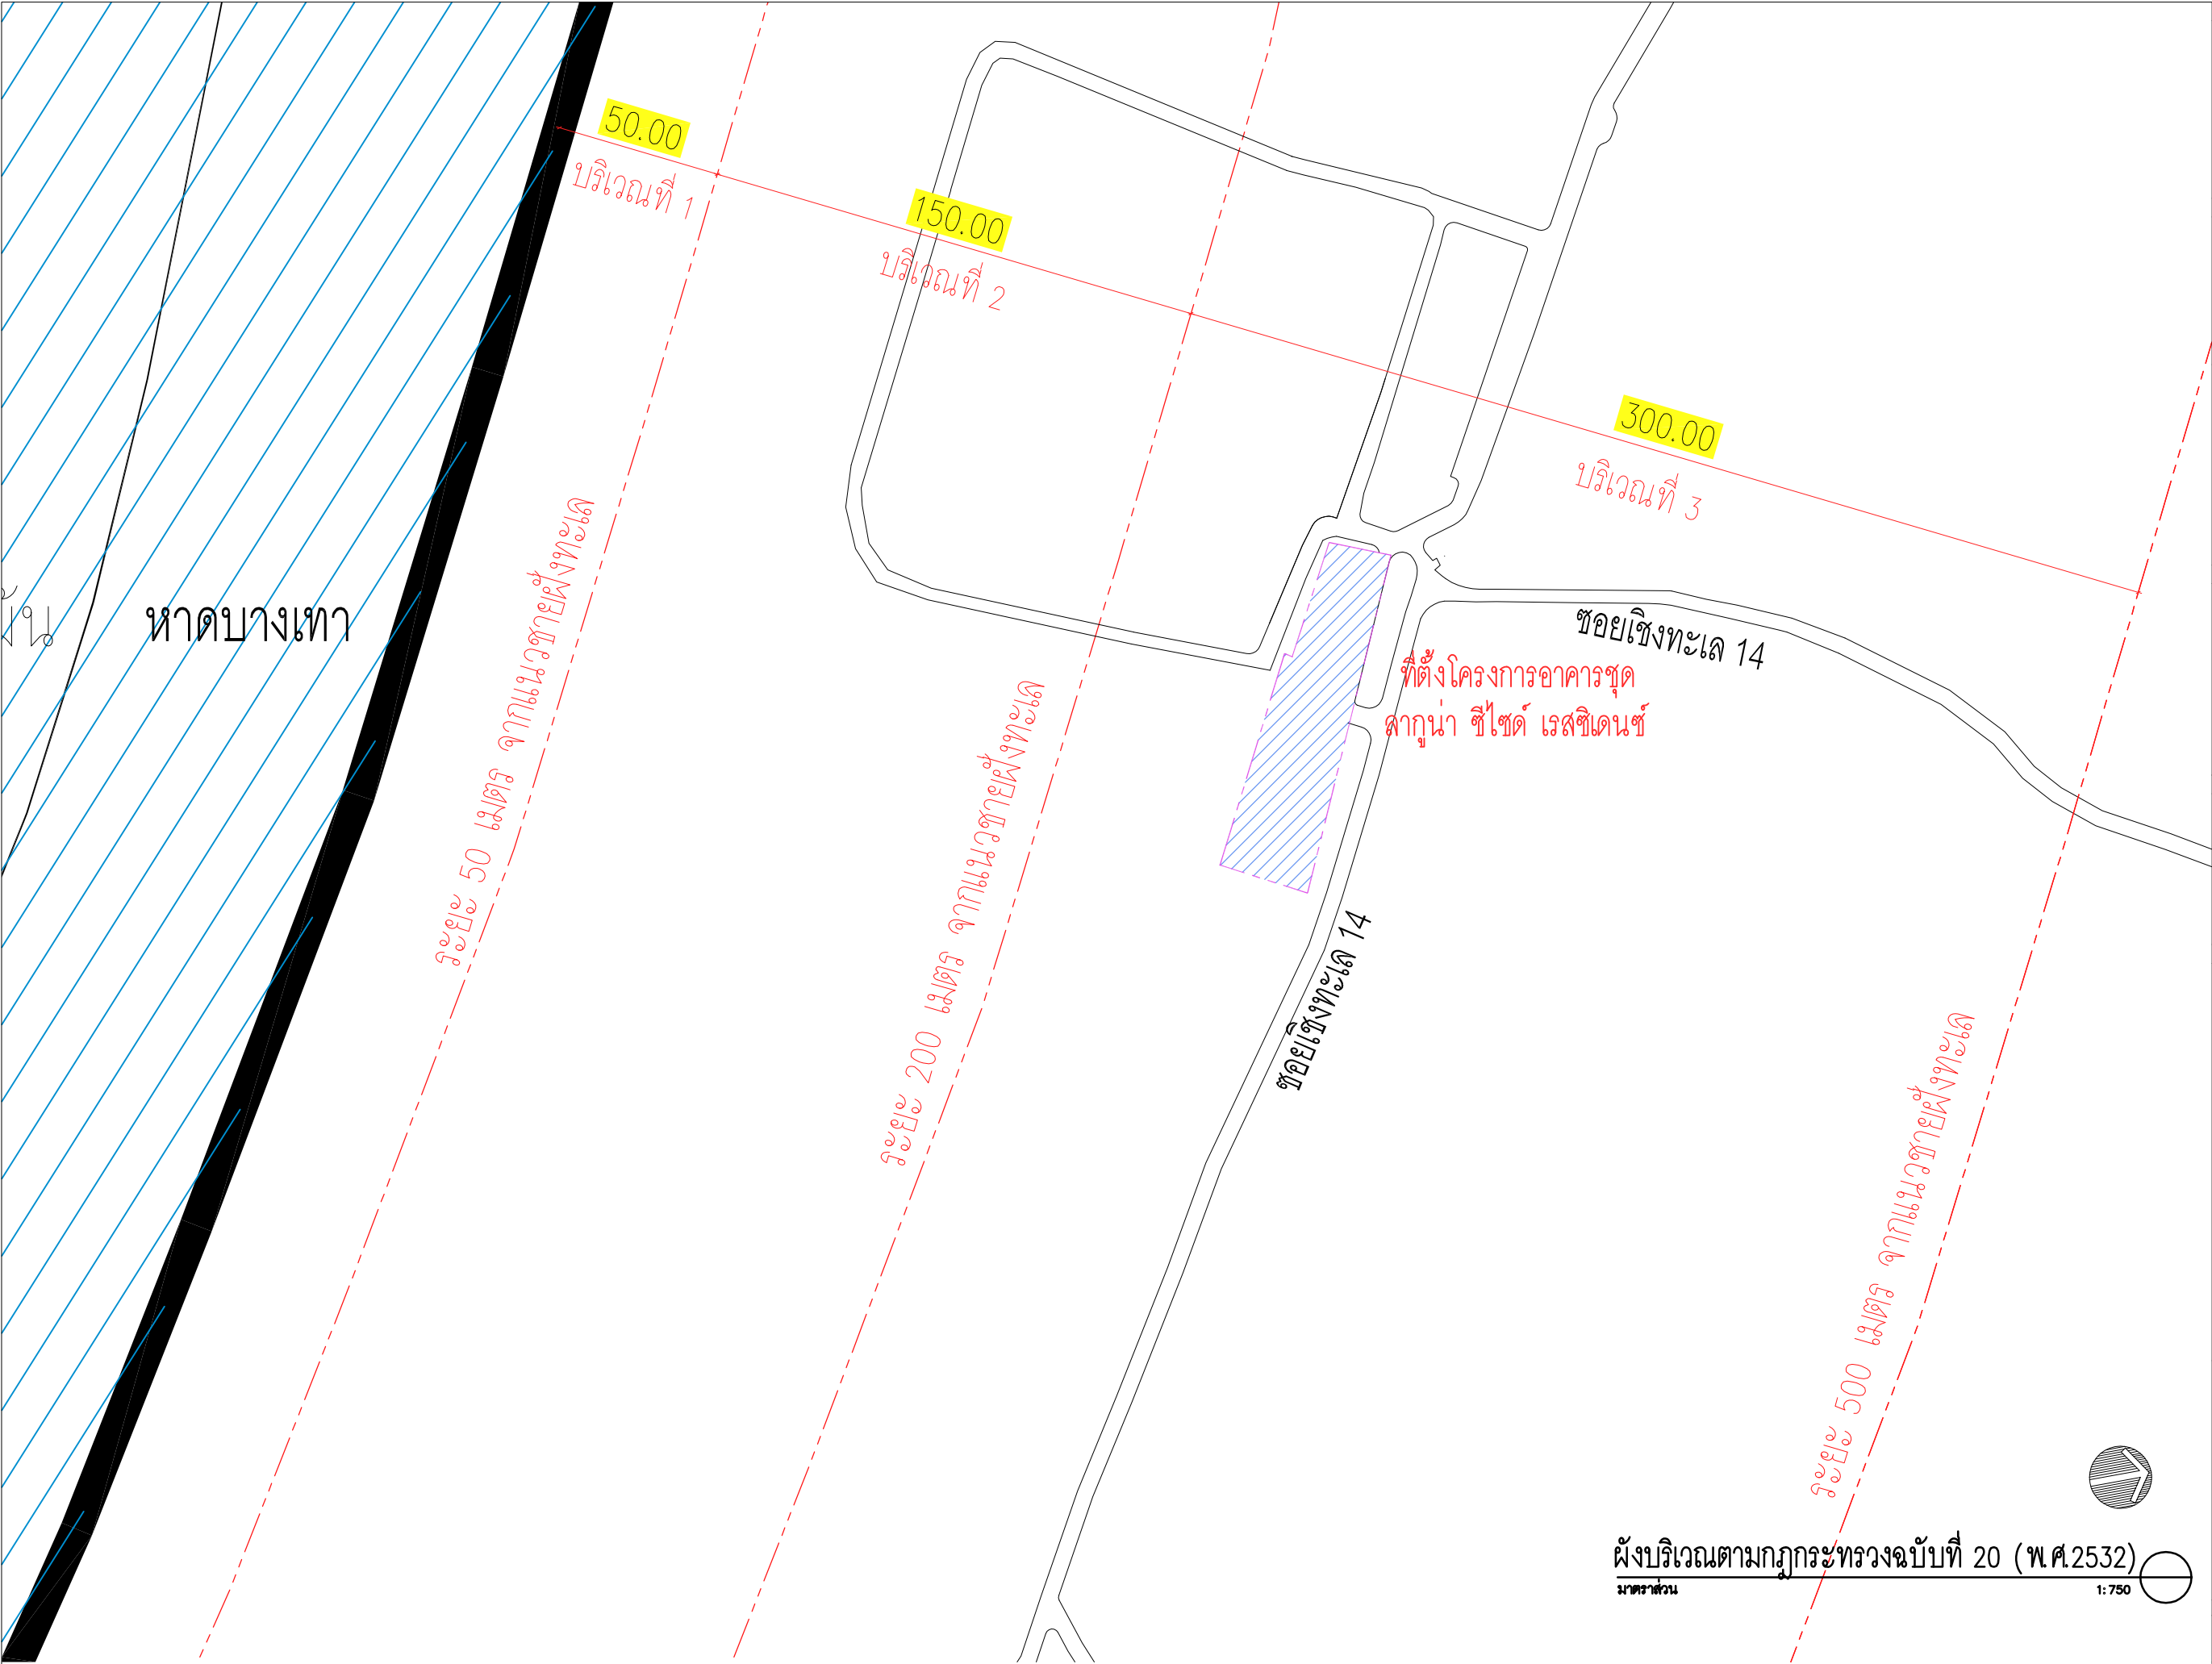 50.00
บริเวณที่ 1
150.00
บริเวณที่ 2
300.00
บริเวณที่ 3
หาดบางเทา
ซอยเชิงทะเล 14
ที่ตั้งโครงการอาคารชุด
ลากูน่า ซีไซด์ เรสซิเดนซ์
ระยะ 50 เมตร จากแนวชายฝั่งทะเล
ระยะ 200 เมตร จากแนวชายฝั่งทะเล
ซอยเชิงทะเล 14
ระยะ 500 เมตร จากแนวชายฝั่งทะเล
ผังบริเวณตามกฎกระทรวงฉบับที่ 20 (พ.ศ.2532)
มาตราส่วน 1:750